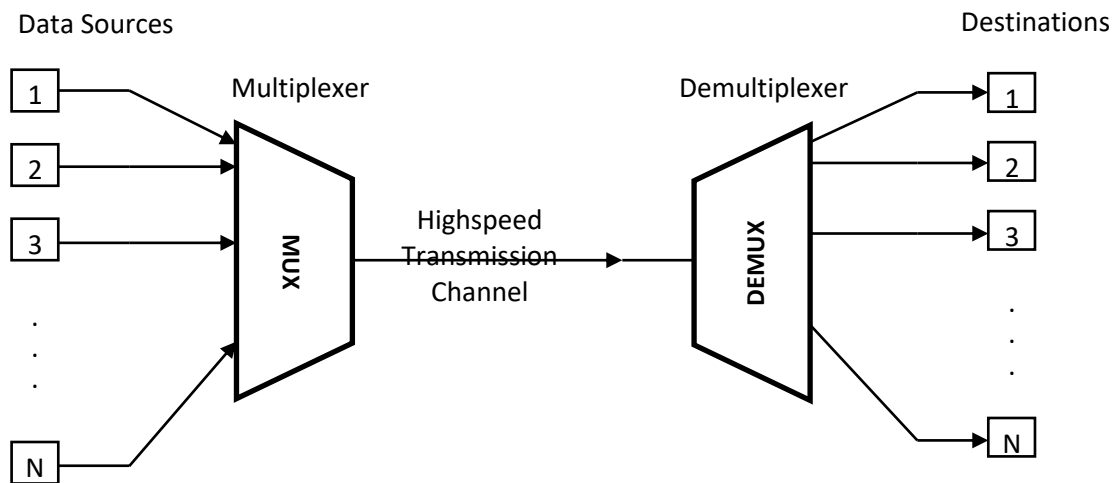 Data Sources
Destinations
Multiplexer
Demultiplexer
1
2
3
.
.
.
N
MUX
Highspeed
Transmission
Channel
DEMUX
1
2
3
.
.
.
N